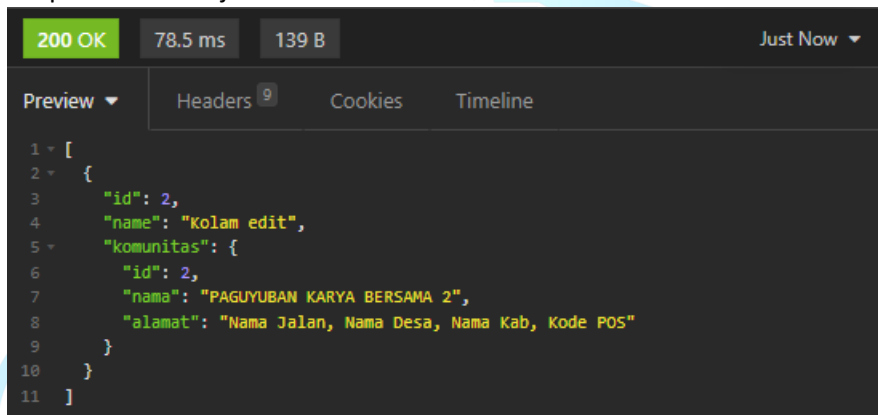 200 OK 78.5 ms 139 B Just Now
Preview Headers 9 Cookies Timeline
1 [
2 {
3 "id": 2,
4 "name": "Kolam edit",
5 "komunitas": {
6 "id": 2,
7 "nama": "PAGUYUBAN KARYA BERSAMA 2",
8 "alamat": "Nama Jalan, Nama Desa, Nama Kab, Kode POS"
9 }
10 }
11 ]